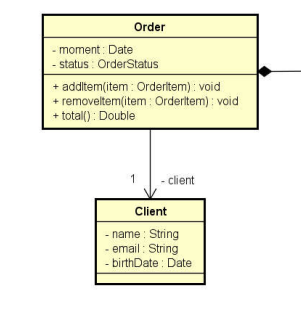 Order
- moment : Date
- status : OrderStatus
+ addItem(item : OrderItem) : void
+ removeItem(item : OrderItem) : void
+ total() : Double
1
- client
Client
- name : String
- email : String
- birthDate : Date